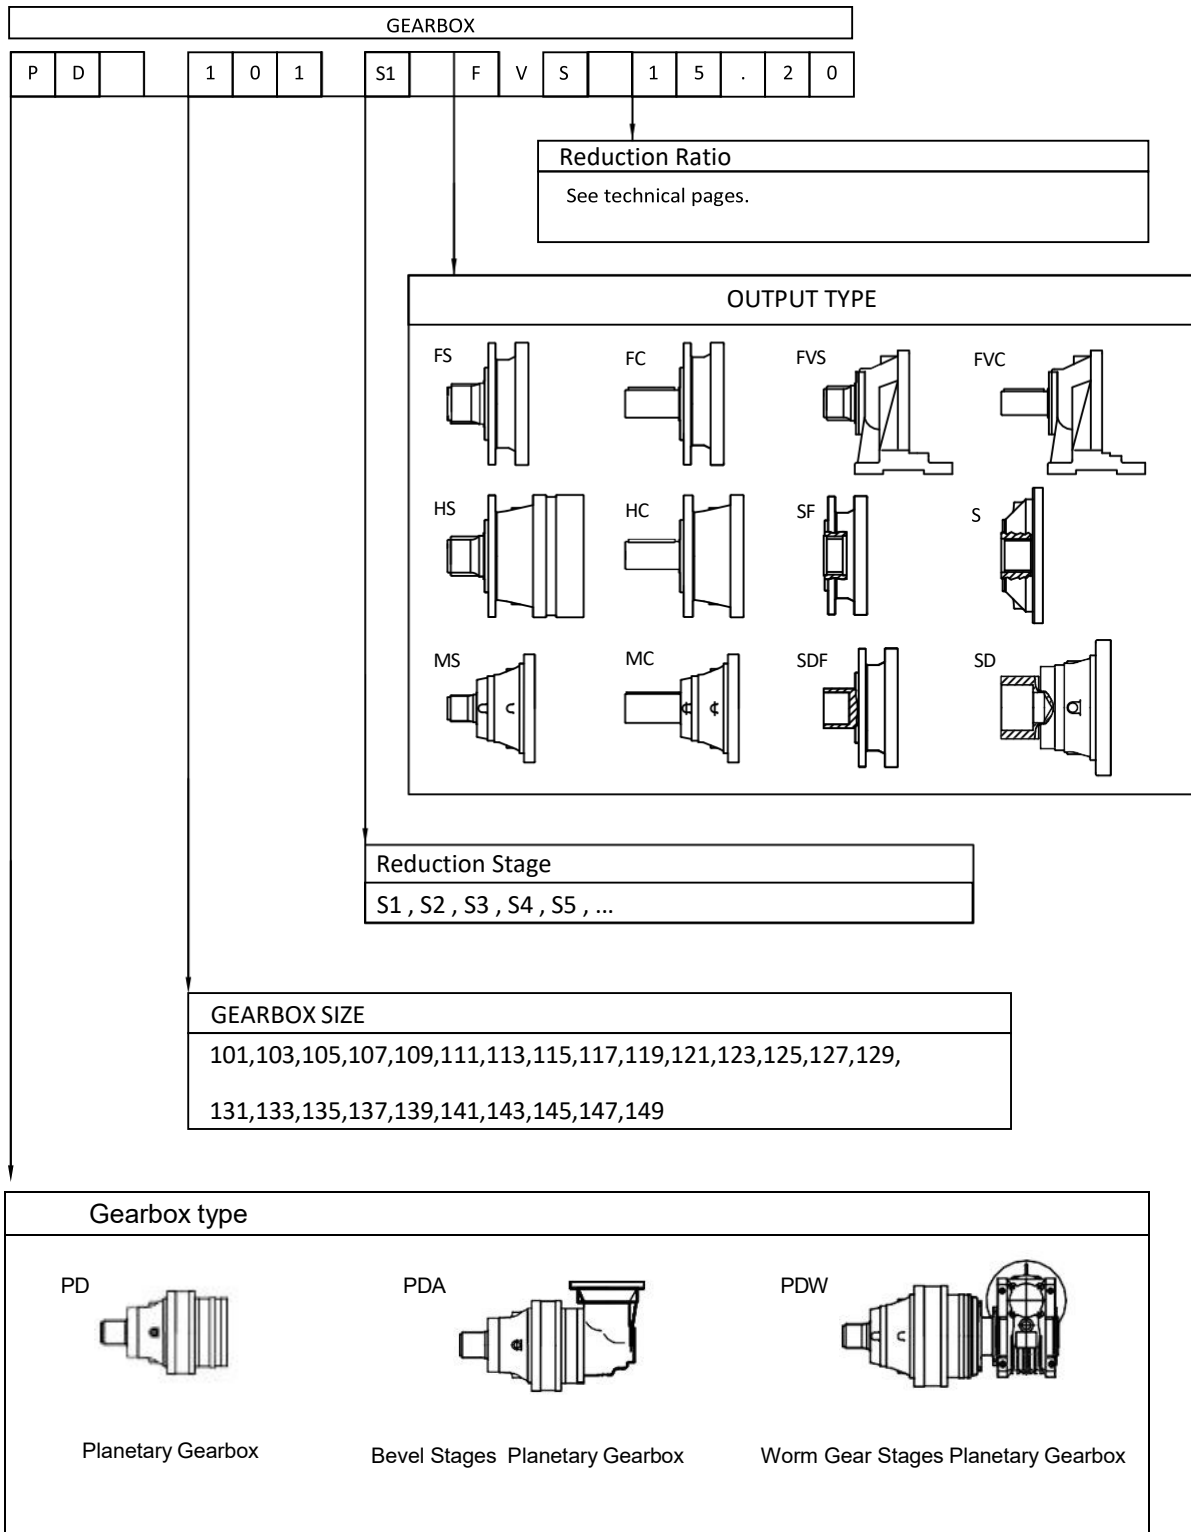 GEARBOX
P D 1 0 1 S1 F V S 1 5 . 2 0
Reduction Ratio
See technical pages.
OUTPUT TYPE
FS FC FVS FVC
HS HC SF S
MS MC SDF SD
Reduction Stage
S1 , S2 , S3 , S4 , S5 , ...
GEARBOX SIZE
101,103,105,107,109,111,113,115,117,119,121,123,125,127,129,
131,133,135,137,139,141,143,145,147,149
Gearbox type
PD PDA PDW
Planetary Gearbox Bevel Stages Planetary Gearbox Worm Gear Stages Planetary Gearbox